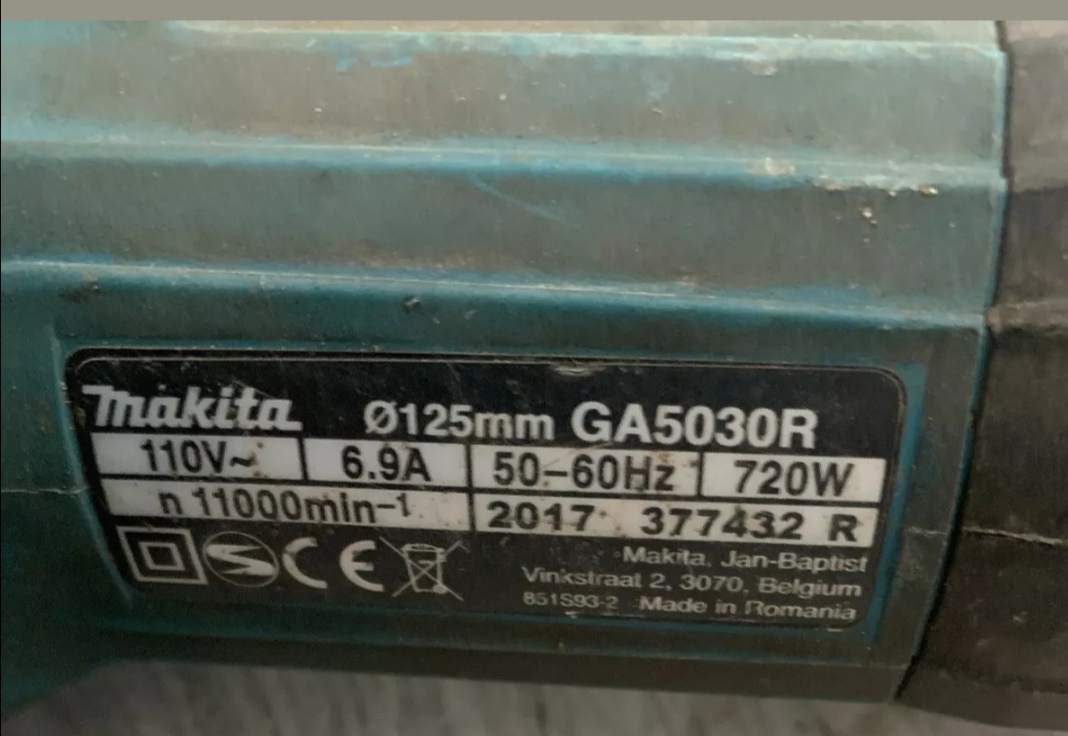 Makita Ø125mm GA5030R
110V~ 6.9A 50-60Hz 720W
n 11000min-1 2017 377432 R
CE Makita, Jan-Baptist
Vinkstraat 2, 3070, Belgium
851S93-2 Made in Romania